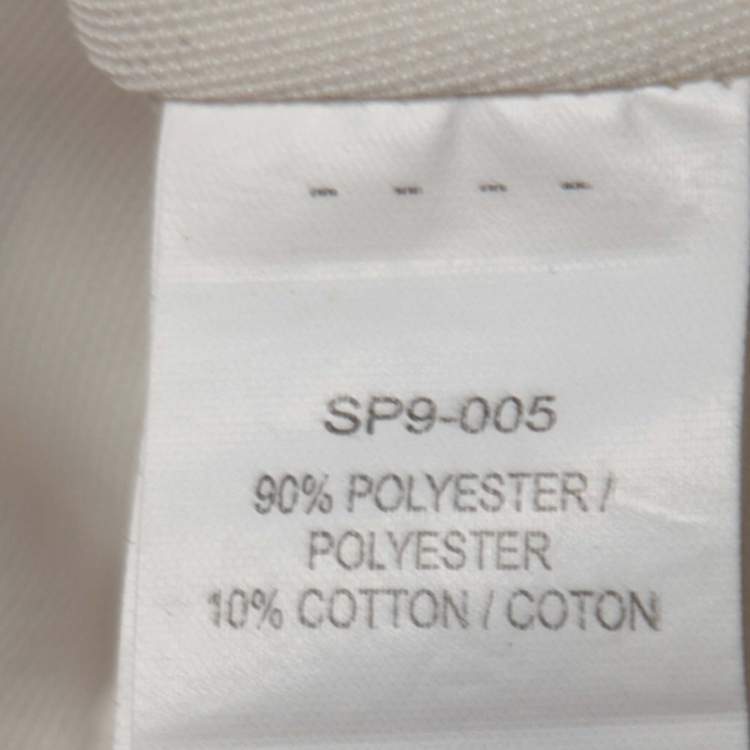 - - - -
SP9-005
90% POLYESTER /
POLYESTER
10% COTTON / COTON